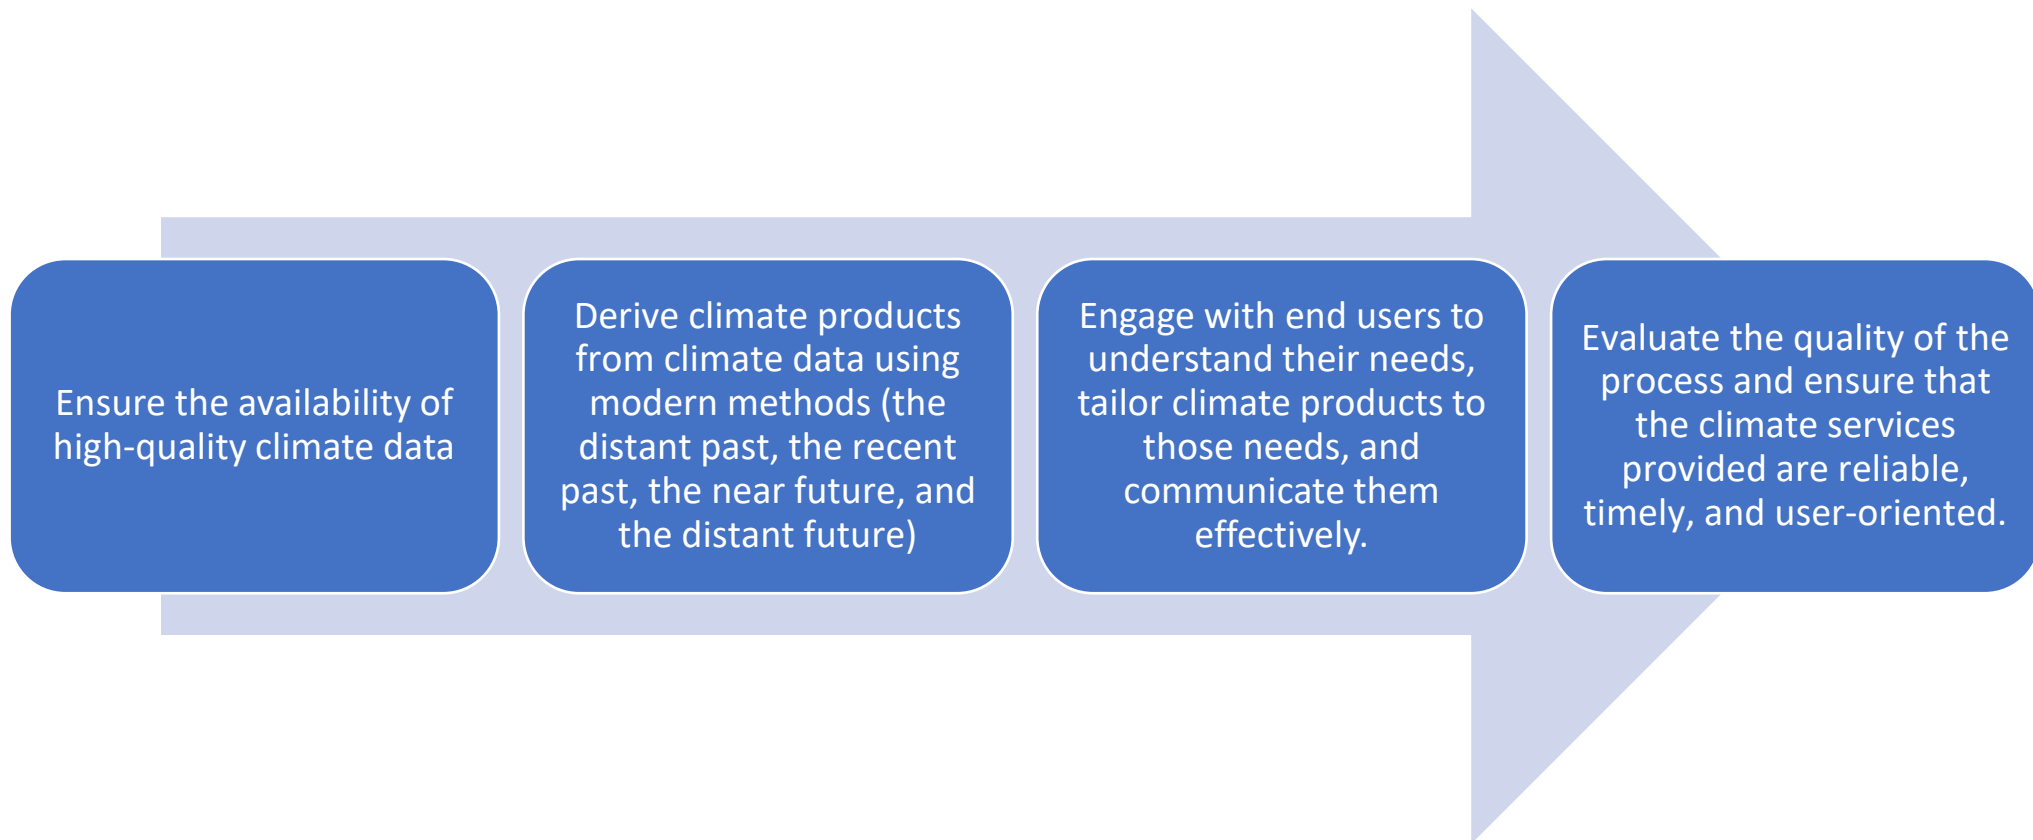 Ensure the availability of
high-quality climate data
Derive climate products
from climate data using
modern methods (the
distant past, the recent
past, the near future, and
the distant future)
Engage with end users to
understand their needs,
tailor climate products to
those needs, and
communicate them
effectively.
Evaluate the quality of the
process and ensure that
the climate services
provided are reliable,
timely, and user-oriented.